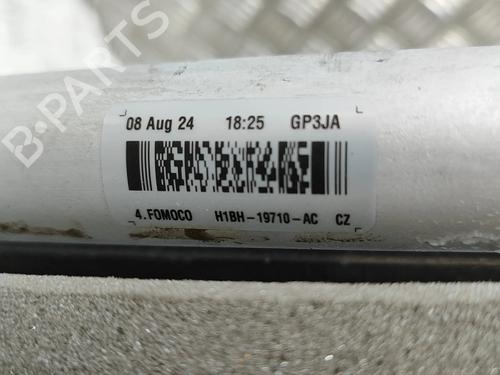 B-PARTS
08 Aug 24 18:25 GP3JA
4.FOMOCO H1BH-19710-AC CZ